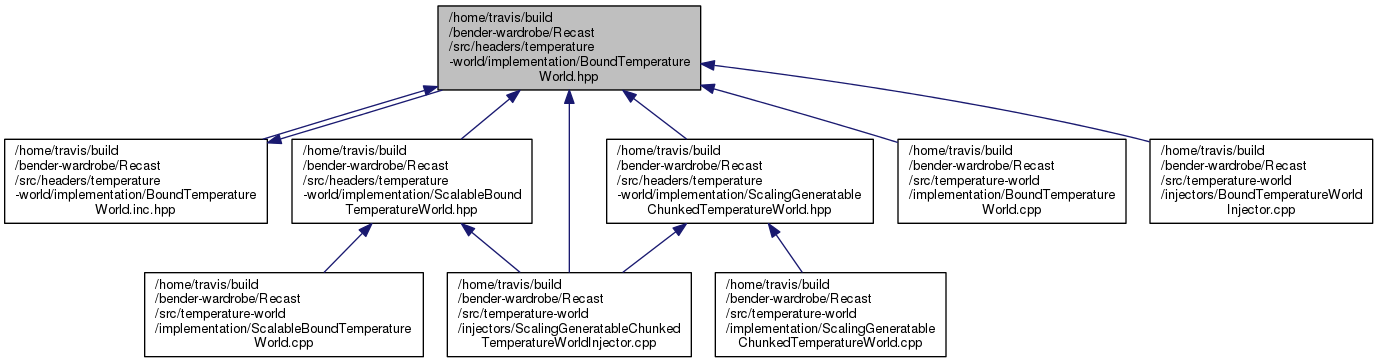 /home/travis/build
/bender-wardrobe/Recast
/src/headers/temperature
-world/implementation/BoundTemperature
World.hpp
/home/travis/build
/bender-wardrobe/Recast
/src/headers/temperature
-world/implementation/BoundTemperature
World.inc.hpp
/home/travis/build
/bender-wardrobe/Recast
/src/headers/temperature
-world/implementation/ScalableBound
TemperatureWorld.hpp
/home/travis/build
/bender-wardrobe/Recast
/src/headers/temperature
-world/implementation/ScalingGeneratable
ChunkedTemperatureWorld.hpp
/home/travis/build
/bender-wardrobe/Recast
/src/temperature-world
/implementation/BoundTemperature
World.cpp
/home/travis/build
/bender-wardrobe/Recast
/src/temperature-world
/injectors/BoundTemperatureWorld
Injector.cpp
/home/travis/build
/bender-wardrobe/Recast
/src/temperature-world
/implementation/ScalableBoundTemperature
World.cpp
/home/travis/build
/bender-wardrobe/Recast
/src/temperature-world
/injectors/ScalingGeneratableChunked
TemperatureWorldInjector.cpp
/home/travis/build
/bender-wardrobe/Recast
/src/temperature-world
/implementation/ScalingGeneratable
ChunkedTemperatureWorld.cpp